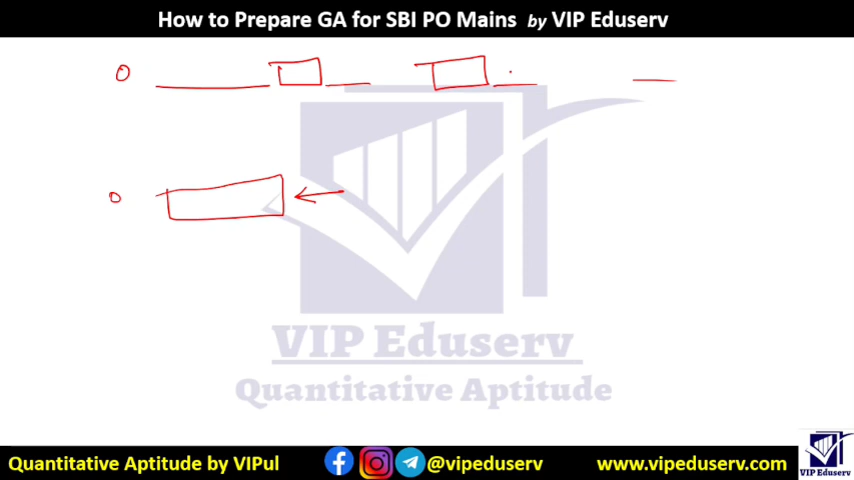 How to Prepare GA for SBI PO Mains by VIP Eduserv
VIP Eduserv
Quantitative Aptitude
Quantitative Aptitude by VIPul @vipeduserv www.vipeduserv.com
VIP Eduserv